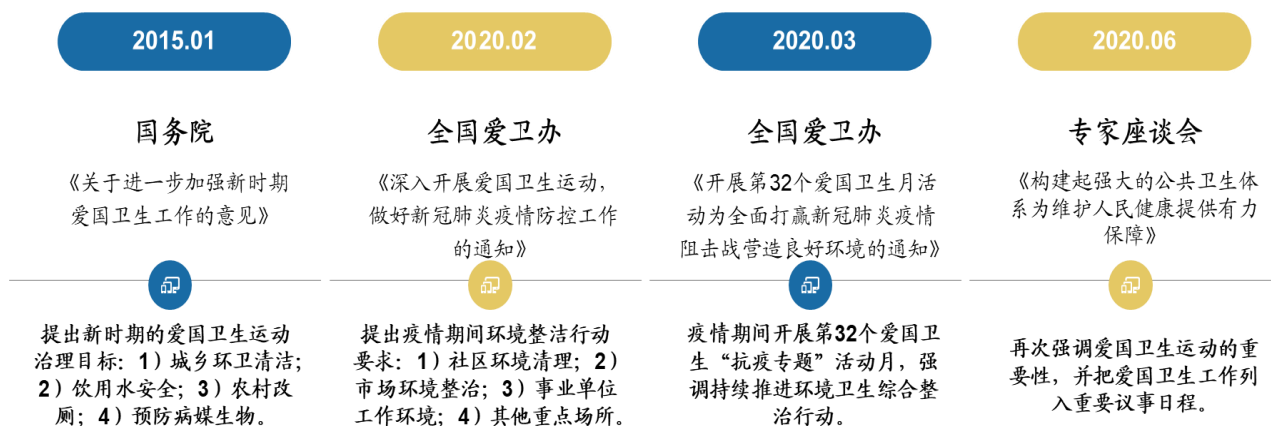 2015.01
国务院
《关于进一步加强新时期
爱国卫生工作的意见》
提出新时期的爱国卫生运动
治理目标：1）城乡环卫清洁；
2）饮用水安全；3）农村改
厕；4）预防病媒生物。
2020.02
全国爱卫办
《深入开展爱国卫生运动，
做好新冠肺炎疫情防控工作
的通知》
提出疫情期间环境整洁行动
要求：1）社区环境清理；2）
市场环境整治；3）事业单位
工作环境；4）其他重点场所。
2020.03
全国爱卫办
《开展第32个爱国卫生月活
动为全面打赢新冠肺炎疫情
阻击战营造良好环境的通知》
疫情期间开展第32个爱国卫
生“抗疫专题”活动月，强
调持续推进环境卫生综合整
治行动。
2020.06
专家座谈会
《构建起强大的公共卫生体
系为维护人民健康提供有力
保障》
再次强调爱国卫生运动的重
要性，并把爱国卫生工作列
入重要议事日程。